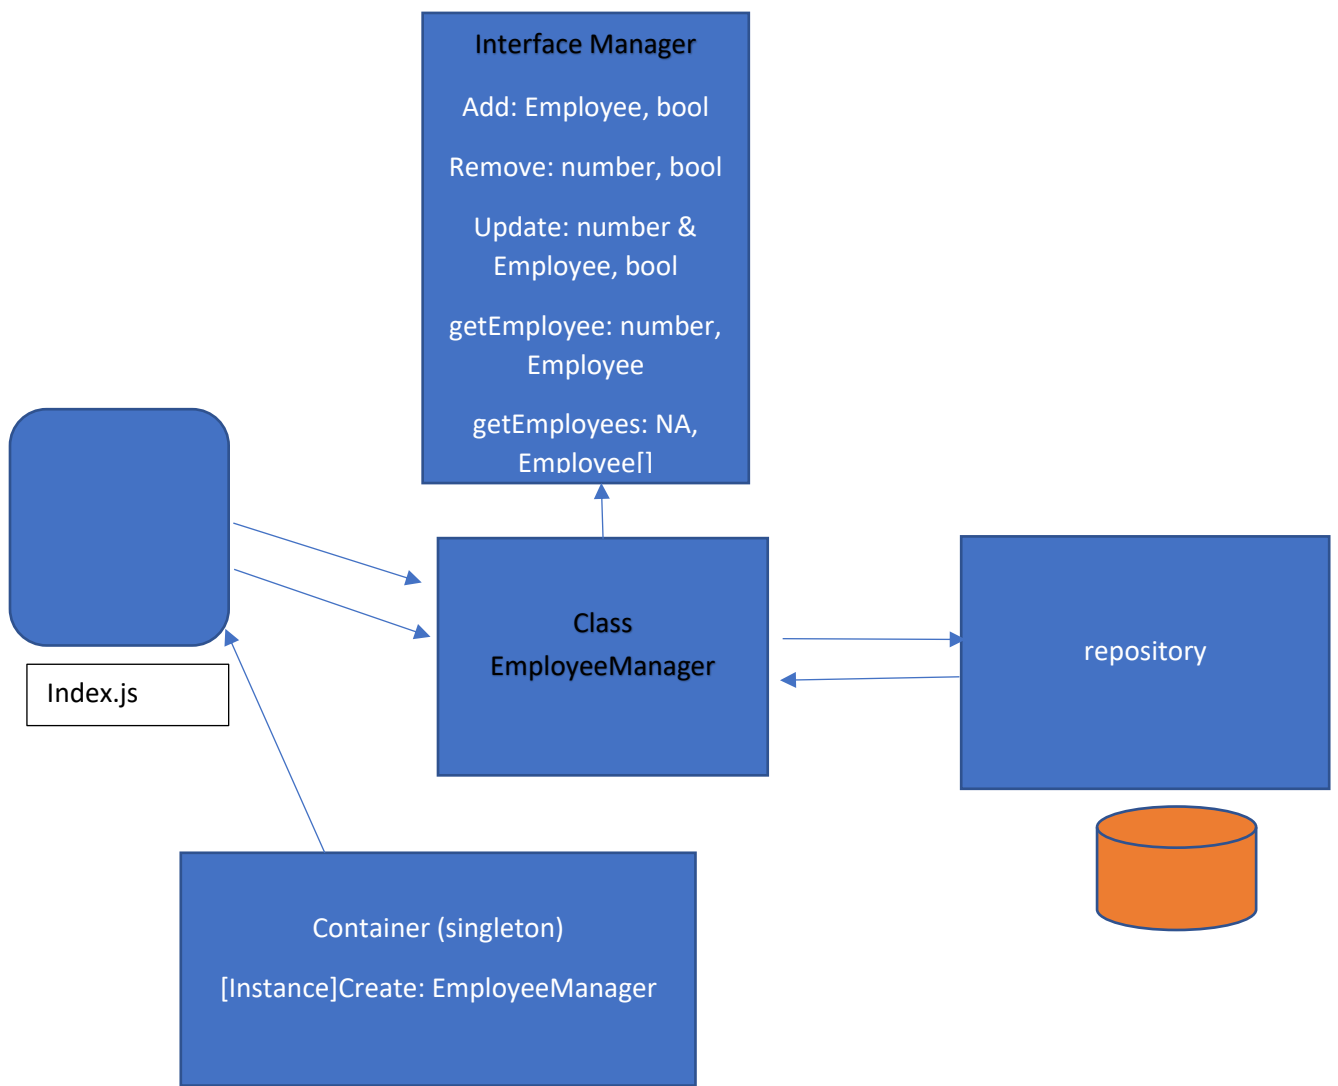 Interface Manager
Add: Employee, bool
Remove: number, bool
Update: number &
Employee, bool
getEmployee: number,
Employee
getEmployees: NA,
Employee[]
Index.js
Class
EmployeeManager
repository
Container (singleton)
[Instance]Create: EmployeeManager